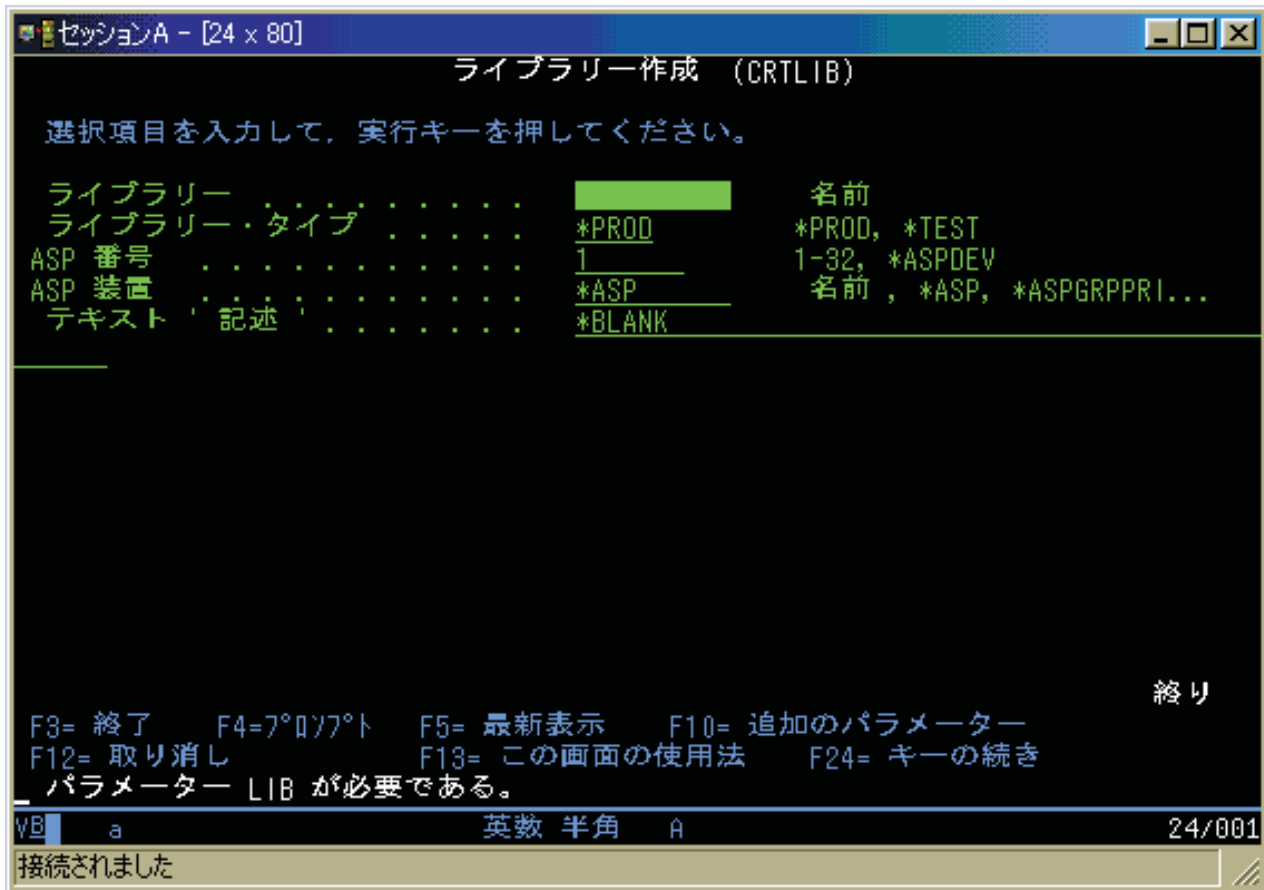 セッションA - [24 x 80]
ライブラリー作成 (CRTLIB)
選択項目を入力して，実行キーを押してください。
ライブラリー . . . . . . . . . 名前
ライブラリー・タイプ . . . . . *PROD *PROD, *TEST
ASP 番号 . . . . . . . . . . . 1 1-32, *ASPDEV
ASP 装置 . . . . . . . . . . . *ASP 名前 , *ASP, *ASPGRPPRI...
テキスト ' 記述 ' . . . . . . . *BLANK
終り
F3= 終了 F4=ﾌﾟﾛﾝﾌﾟﾄ F5= 最新表示 F10= 追加のパラメーター
F12= 取り消し F13= この画面の使用法 F24= キーの続き
パラメーター LIB が必要である。
VB a 英数 半角 A 24/001
接続されました